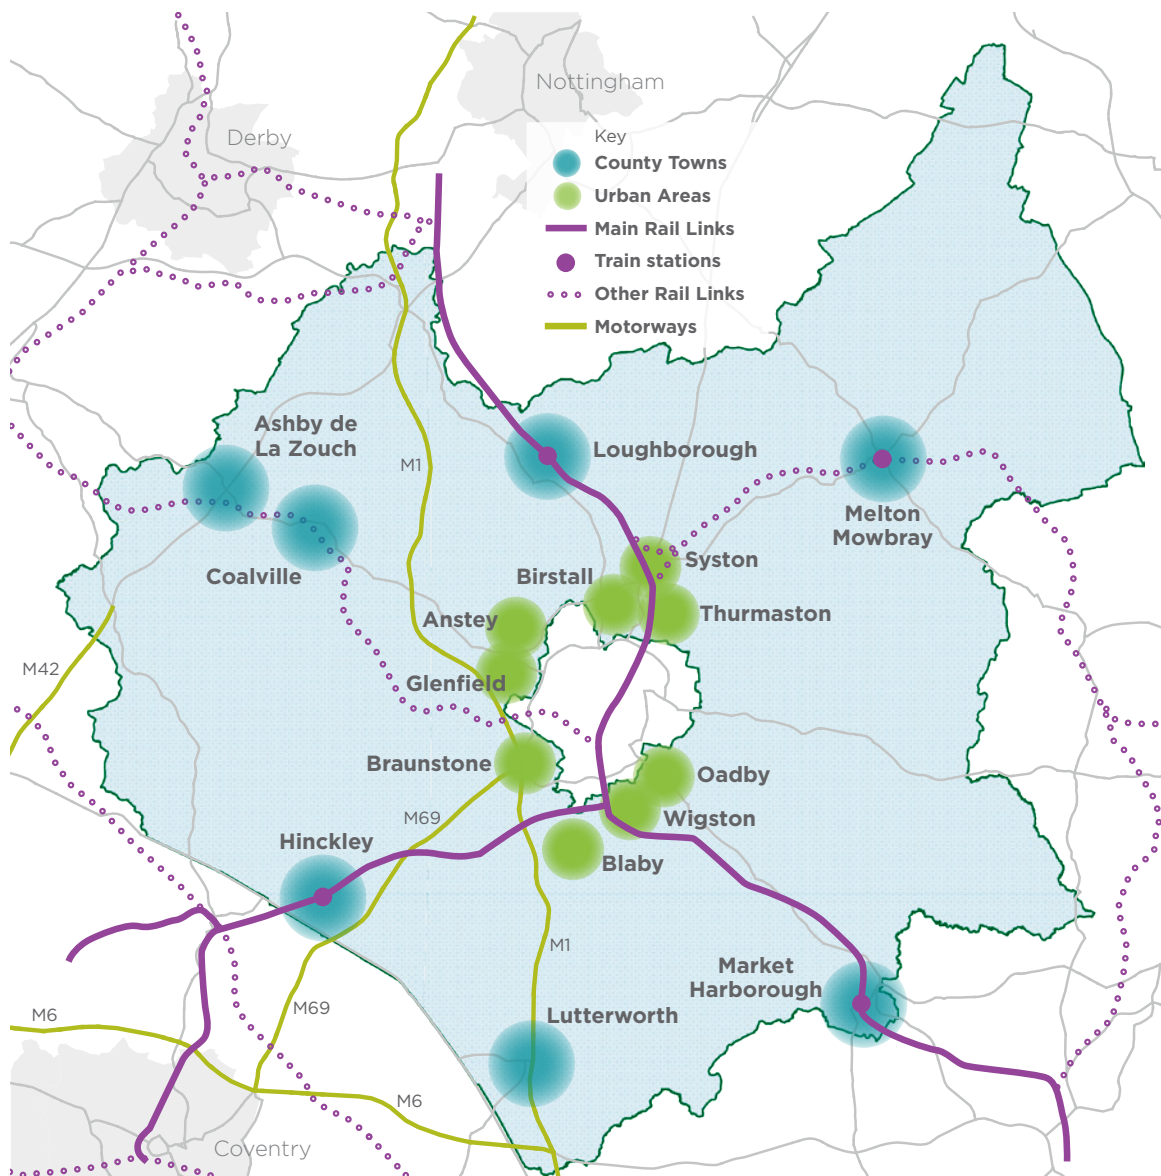 Nottingham
Derby
Key
County Towns
Urban Areas
Main Rail Links
Train stations
Other Rail Links
Motorways
Ashby de
La Zouch
M1
Loughborough
Melton
Mowbray
Coalville
Birstall
Syston
Anstey
Thurmaston
M42
Glenfield
Braunstone
Oadby
M69
Wigston
Hinckley
Blaby
M1
Market
Harborough
M69
M6
Lutterworth
M6
Coventry